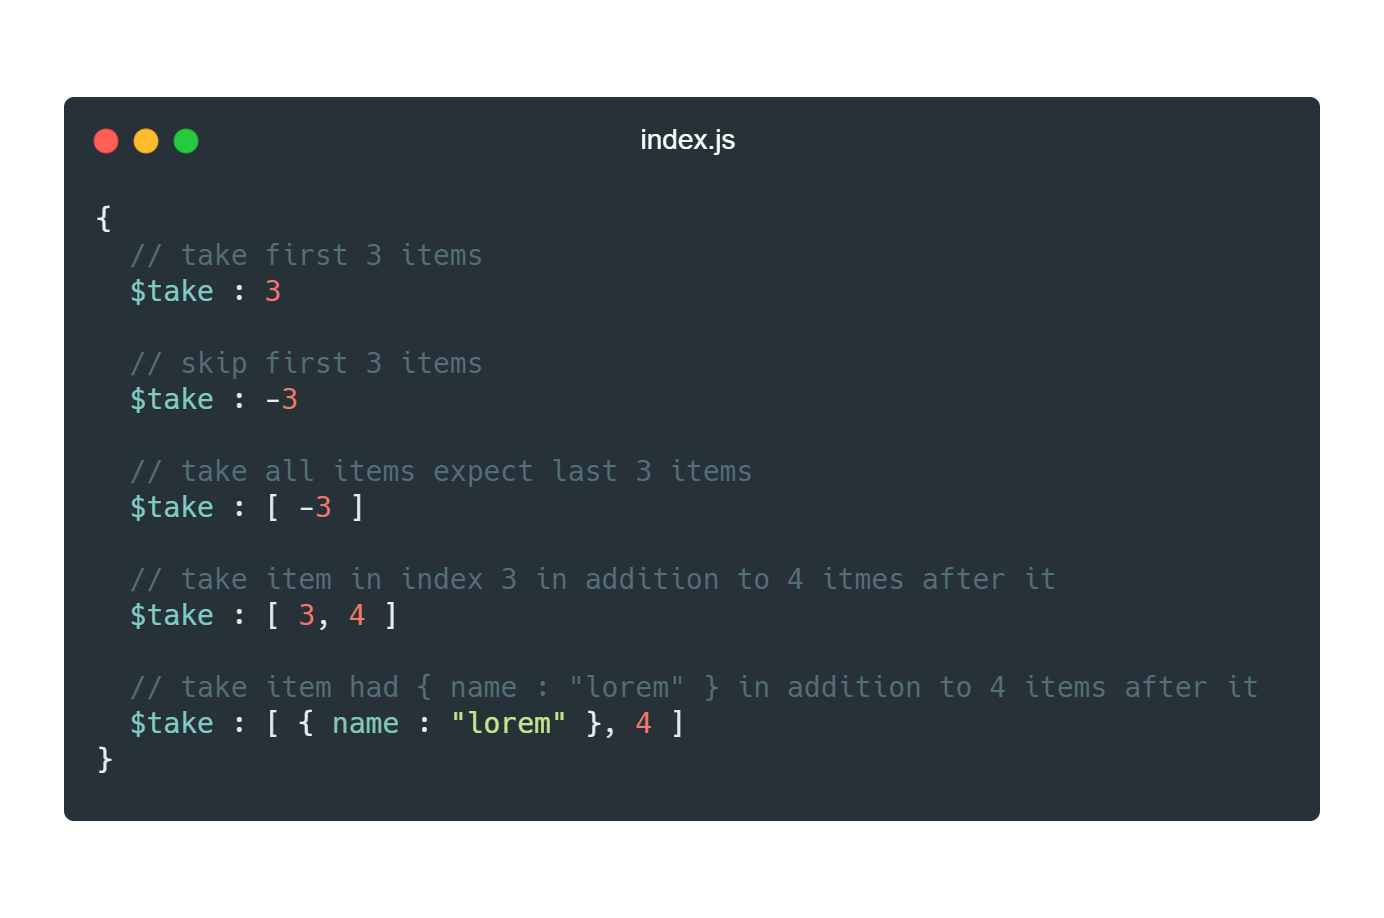 index.js
{
// take first 3 items
$take : 3
// skip first 3 items
$take : -3
// take all items expect last 3 items
$take : [ -3 ]
// take item in index 3 in addition to 4 itmes after it
$take : [ 3, 4 ]
// take item had { name : "lorem" } in addition to 4 items after it
$take : [ { name : "lorem" }, 4 ]
}